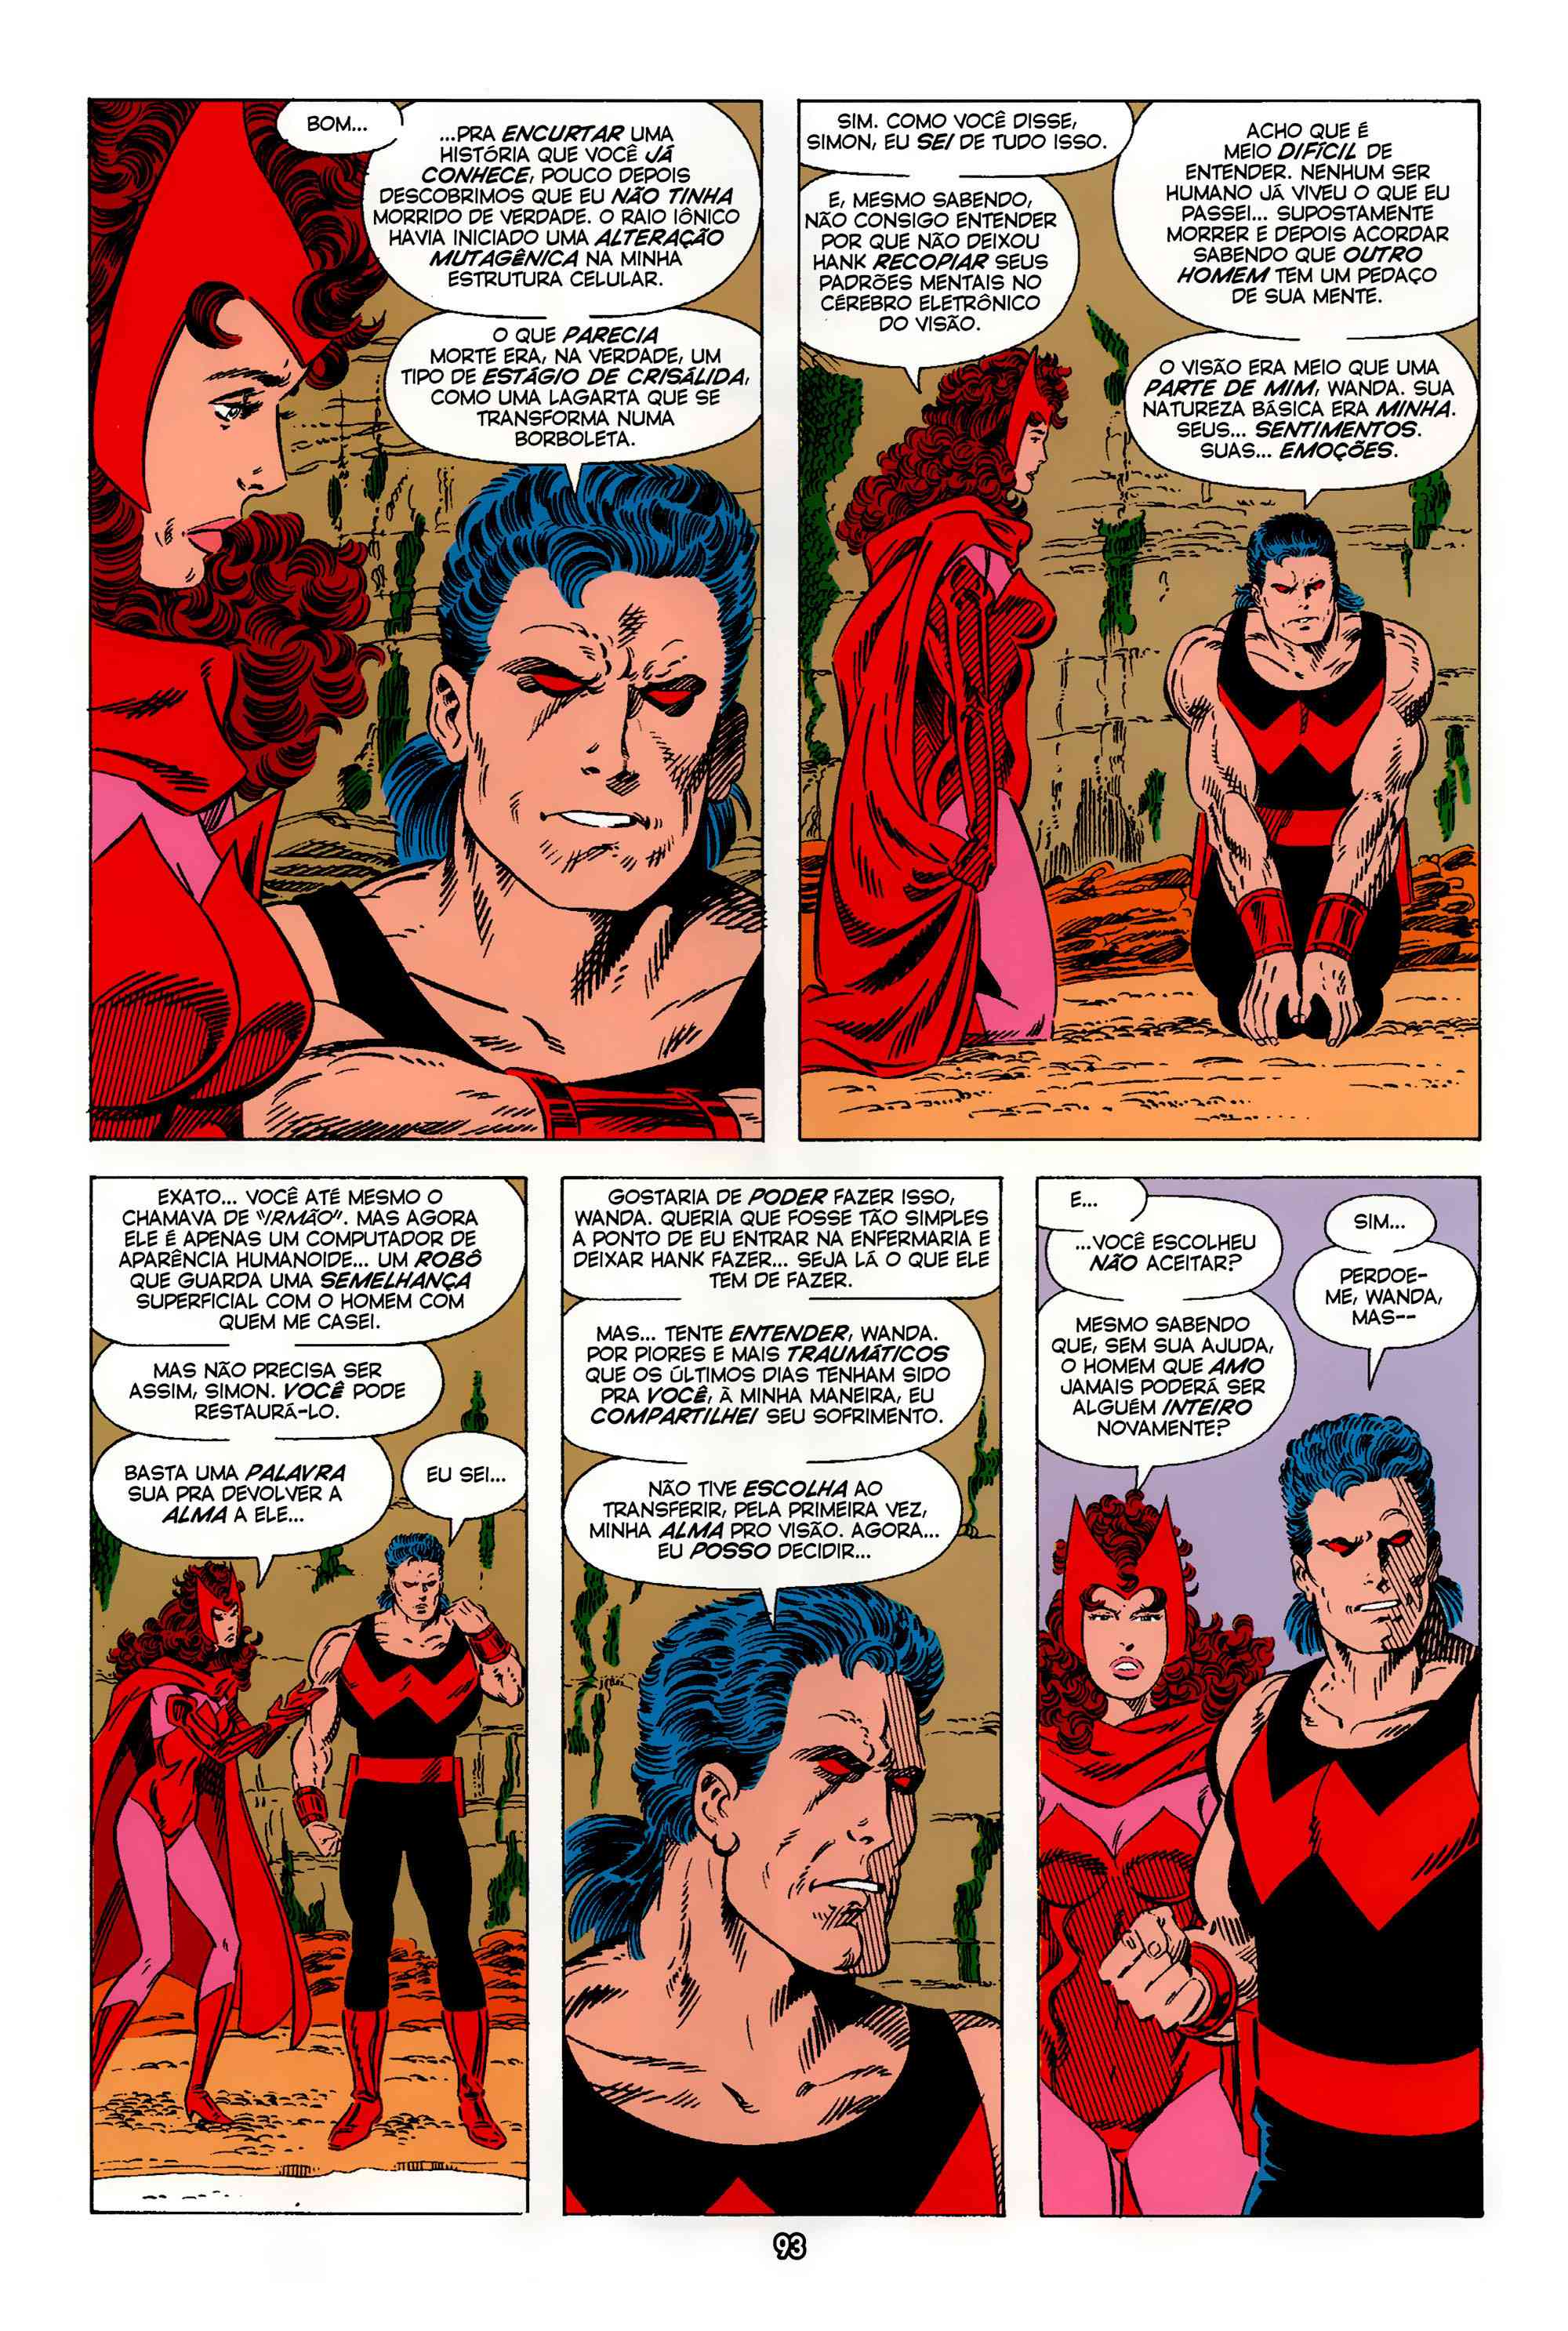 BOM...
...PRA ENCURTAR UMA
HISTÓRIA QUE VOCÊ JÁ
CONHECE, POUCO DEPOIS
DESCOBRIMOS QUE EU NÃO TINHA
MORRIDO DE VERDADE. O RAIO IÔNICO
HAVIA INICIADO UMA ALTERAÇÃO
MUTAGÊNICA NA MINHA
ESTRUTURA CELULAR.
O QUE PARECIA
MORTE ERA, NA VERDADE, UM
TIPO DE ESTÁGIO DE CRISÁLIDA,
COMO UMA LAGARTA QUE SE
TRANSFORMA NUMA
BORBOLETA.
SIM. COMO VOCÊ DISSE,
SIMON, EU SEI DE TUDO ISSO.
E, MESMO SABENDO,
NÃO CONSIGO ENTENDER
POR QUE NÃO DEIXOU
HANK RECOPIAR SEUS
PADRÕES MENTAIS NO
CÉREBRO ELETRÔNICO
DO VISÃO.
ACHO QUE É
MEIO DIFÍCIL DE
ENTENDER. NENHUM SER
HUMANO JÁ VIVEU O QUE EU
PASSEI... SUPOSTAMENTE
MORRER E DEPOIS ACORDAR
SABENDO QUE OUTRO
HOMEM TEM UM PEDAÇO
DE SUA MENTE.
O VISÃO ERA MEIO QUE UMA
PARTE DE MIM, WANDA. SUA
NATUREZA BÁSICA ERA MINHA.
SEUS... SENTIMENTOS.
SUAS... EMOÇÕES.
EXATO... VOCÊ ATÉ MESMO O
CHAMAVA DE "IRMÃO". MAS AGORA
ELE É APENAS UM COMPUTADOR DE
APARÊNCIA HUMANOIDE... UM ROBÔ
QUE GUARDA UMA SEMELHANÇA
SUPERFICIAL COM O HOMEM COM
QUEM ME CASEI.
MAS NÃO PRECISA SER
ASSIM, SIMON. VOCÊ PODE
RESTAURÁ-LO.
BASTA UMA PALAVRA
SUA PRA DEVOLVER A
ALMA A ELE...
EU SEI...
GOSTARIA DE PODER FAZER ISSO,
WANDA. QUERIA QUE FOSSE TÃO SIMPLES
A PONTO DE EU ENTRAR NA ENFERMARIA E
DEIXAR HANK FAZER... SEJA LÁ O QUE ELE
TEM DE FAZER.
MAS... TENTE ENTENDER, WANDA.
POR PIORES E MAIS TRAUMÁTICOS
QUE OS ÚLTIMOS DIAS TENHAM SIDO
PRA VOCÊ, À MINHA MANEIRA, EU
COMPARTILHEI SEU SOFRIMENTO.
NÃO TIVE ESCOLHA AO
TRANSFERIR, PELA PRIMEIRA VEZ,
MINHA ALMA PRO VISÃO. AGORA...
EU POSSO DECIDIR...
E...
...VOCÊ ESCOLHEU
NÃO ACEITAR?
MESMO SABENDO
QUE, SEM SUA AJUDA,
O HOMEM QUE AMO
JAMAIS PODERÁ SER
ALGUÉM INTEIRO
NOVAMENTE?
SIM...
PERDOE-
ME, WANDA,
MAS--
93